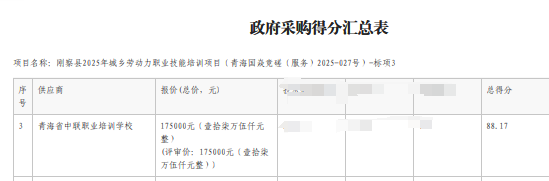 政府采购得分汇总表
项目名称：刚察县2025年城乡劳动力职业技能培训项目（青海国焱竞磋（服务）2025-027号）-标项3
序号 供应商 报价(总价，元) 总得分
3 青海省中联职业培训学校 175000元（壹拾柒万伍仟元整） 88.17
(评审价：175000元（壹拾柒万伍仟元整）)